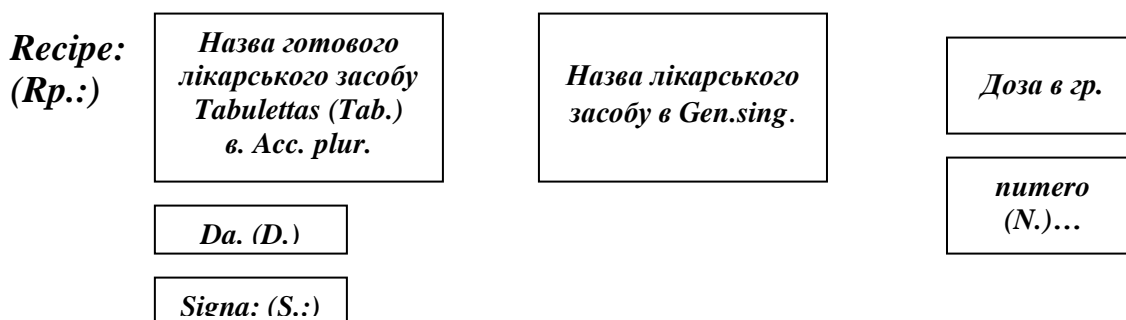 Recipe:
(Rp.:)
Назва готового
лікарського засобу
Tabulettas (Tab.)
в. Acc. plur.
Назва лікарського
засобу в Gen.sing.
Доза в гр.
numero
(N.)…
Da. (D.)
Signa: (S.:)